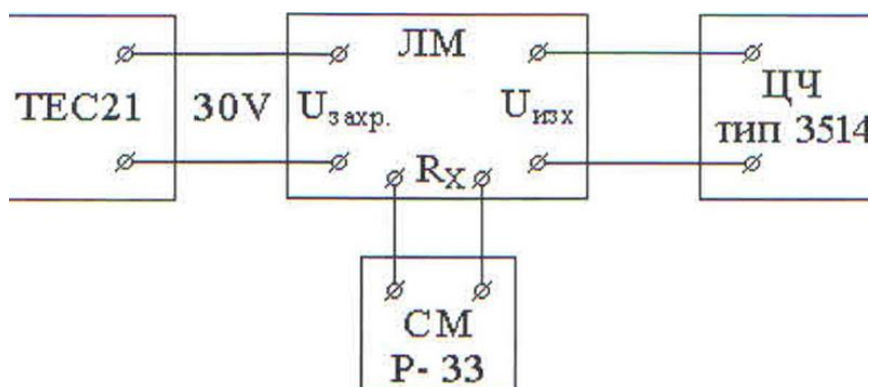 ТЕС21
30V
ЛМ
Uзахр.
Uизх
RX
ЦЧ
тип 3514
СМ
Р- 33